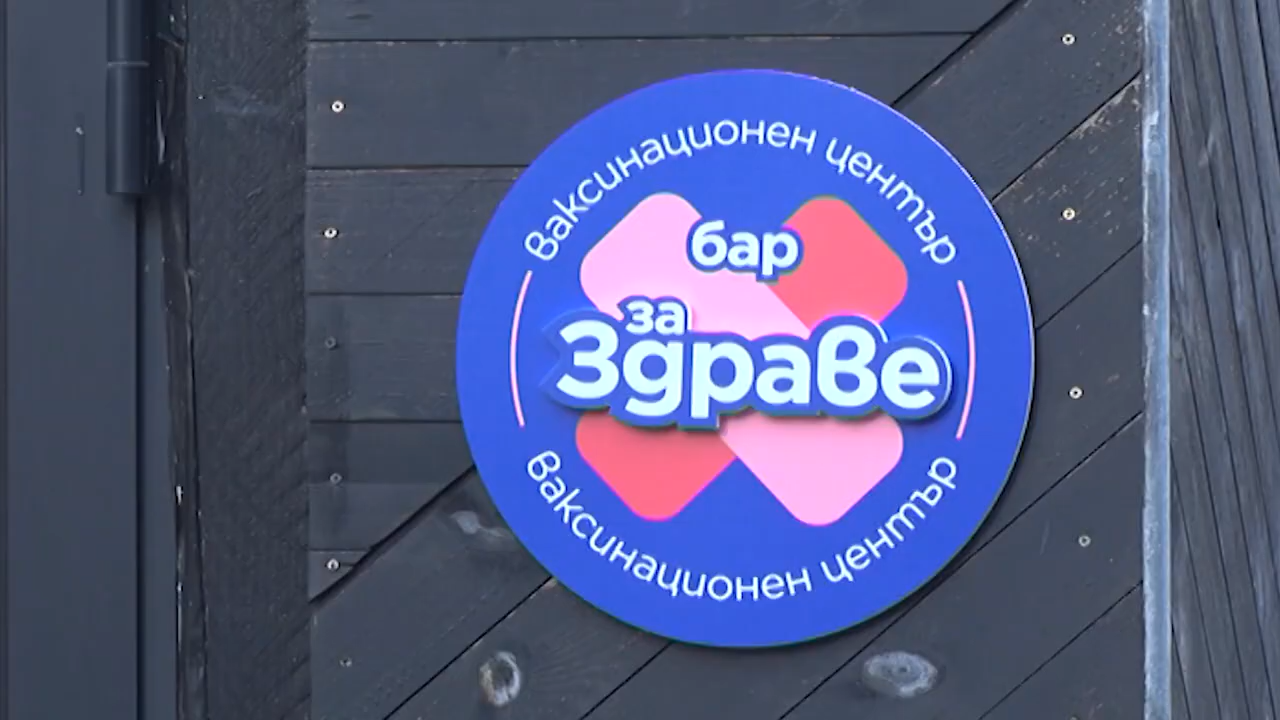 Ваксинационен център
бар
за
Здраве
Ваксинационен център